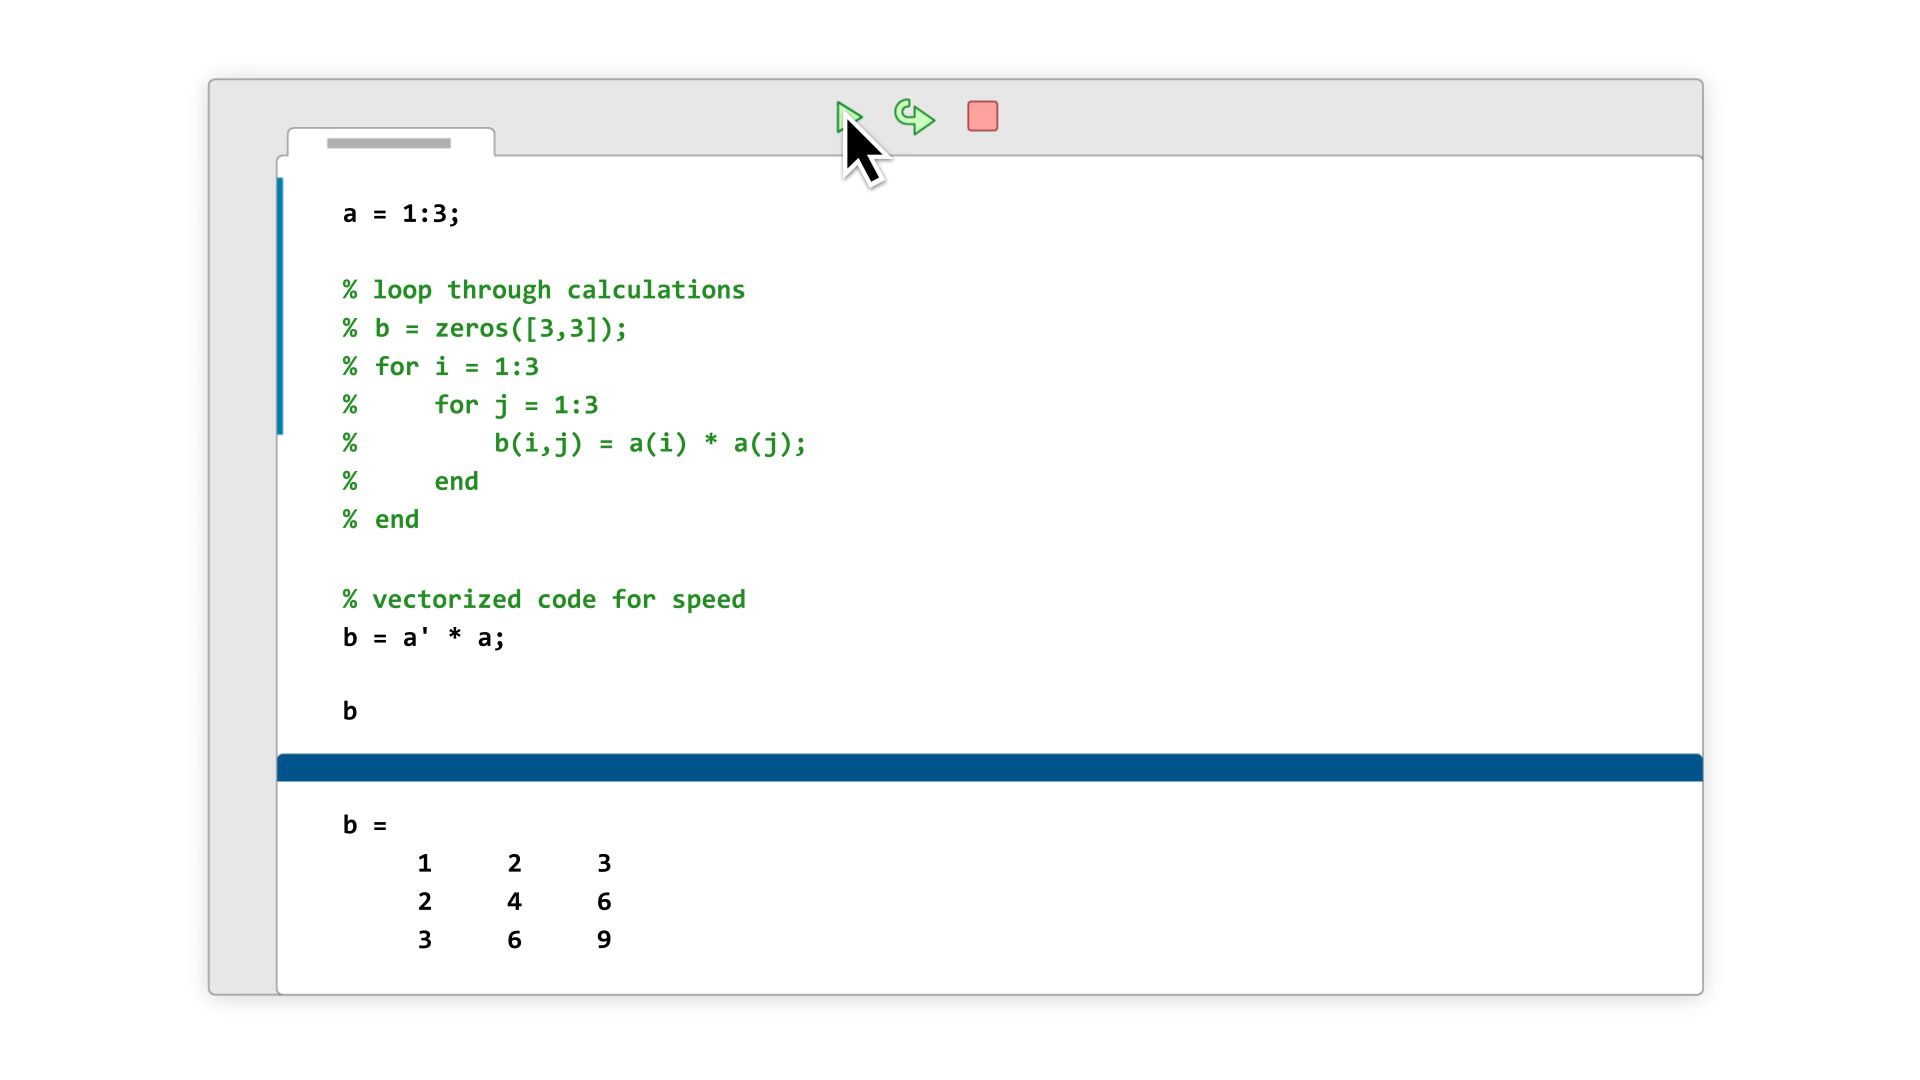 a = 1:3;
% loop through calculations
% b = zeros([3,3]);
% for i = 1:3
%     for j = 1:3
%         b(i,j) = a(i) * a(j);
%     end
% end
% vectorized code for speed
b = a' * a;
b
b =
     1     2     3
     2     4     6
     3     6     9